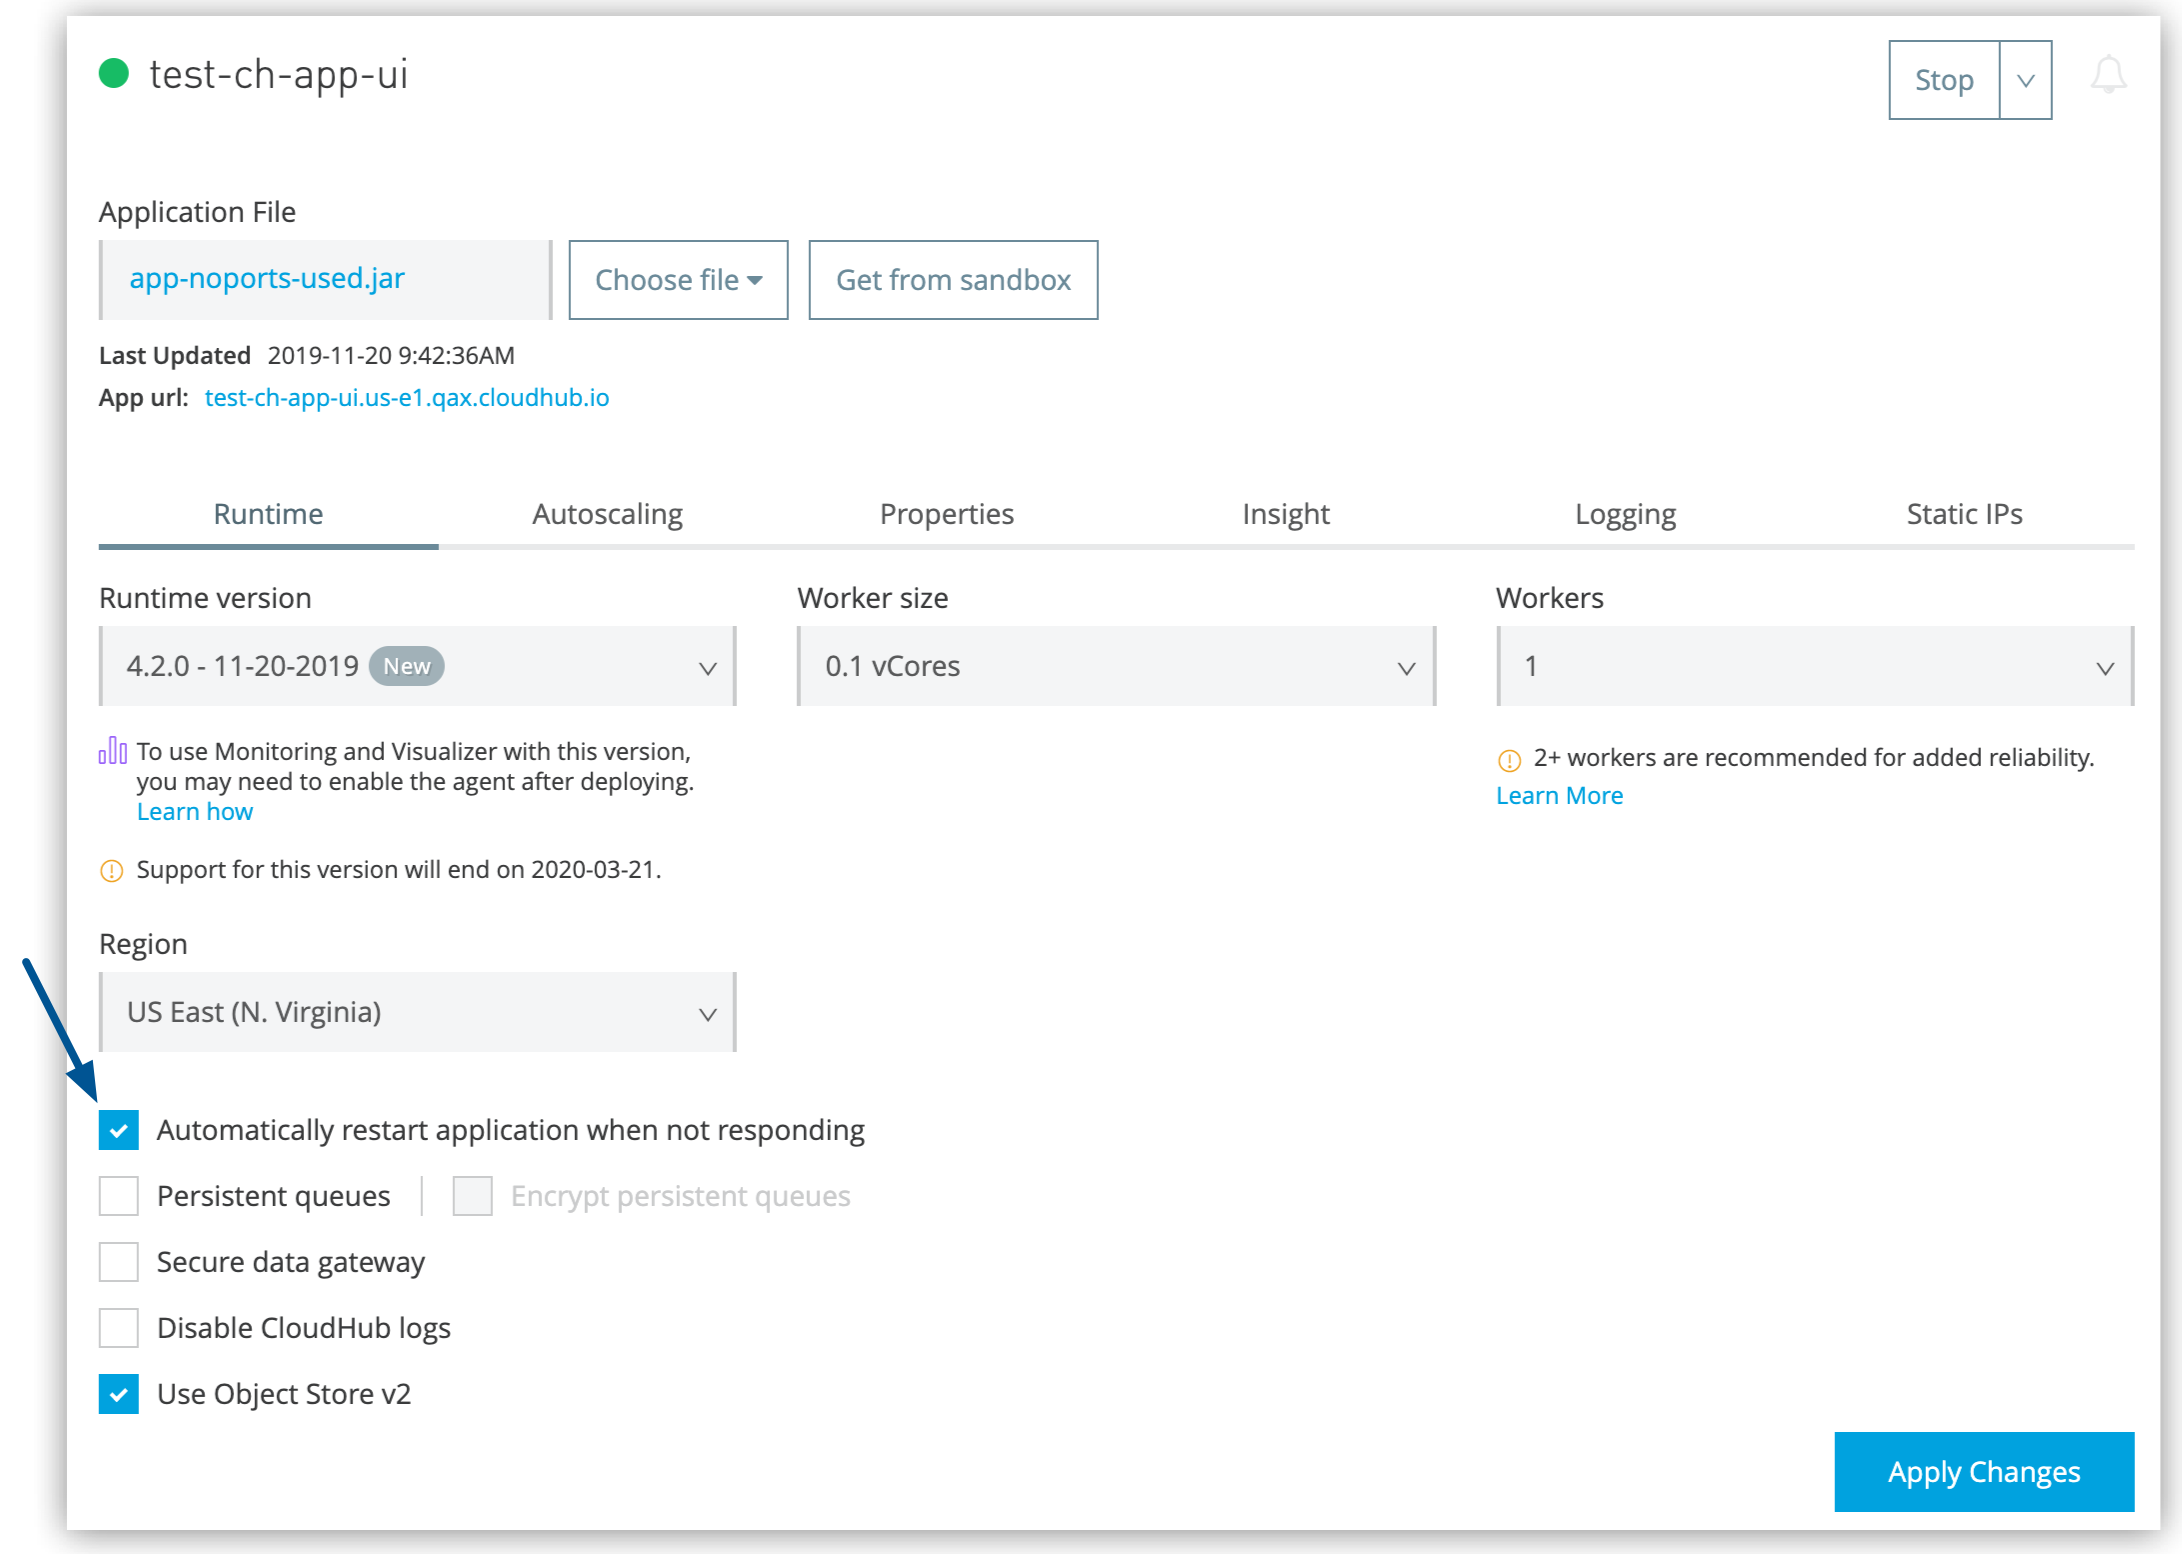 test-ch-app-ui
Stop
Application File
app-noports-used.jar
Choose file
Get from sandbox
Last Updated 2019-11-20 9:42:36AM
App url: test-ch-app-ui.us-e1.qax.cloudhub.io
Runtime
Autoscaling
Properties
Insight
Logging
Static IPs
Runtime version
Worker size
Workers
4.2.0 - 11-20-2019 New
0.1 vCores
1
To use Monitoring and Visualizer with this version,
you may need to enable the agent after deploying.
Learn how
2+ workers are recommended for added reliability.
Learn More
Support for this version will end on 2020-03-21.
Region
US East (N. Virginia)
Automatically restart application when not responding
Persistent queues
Encrypt persistent queues
Secure data gateway
Disable CloudHub logs
Use Object Store v2
Apply Changes